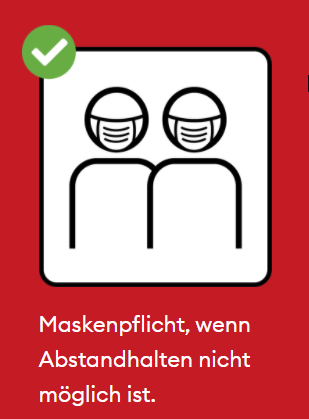 Maskenpflicht, wenn
Abstandhalten nicht
möglich ist.